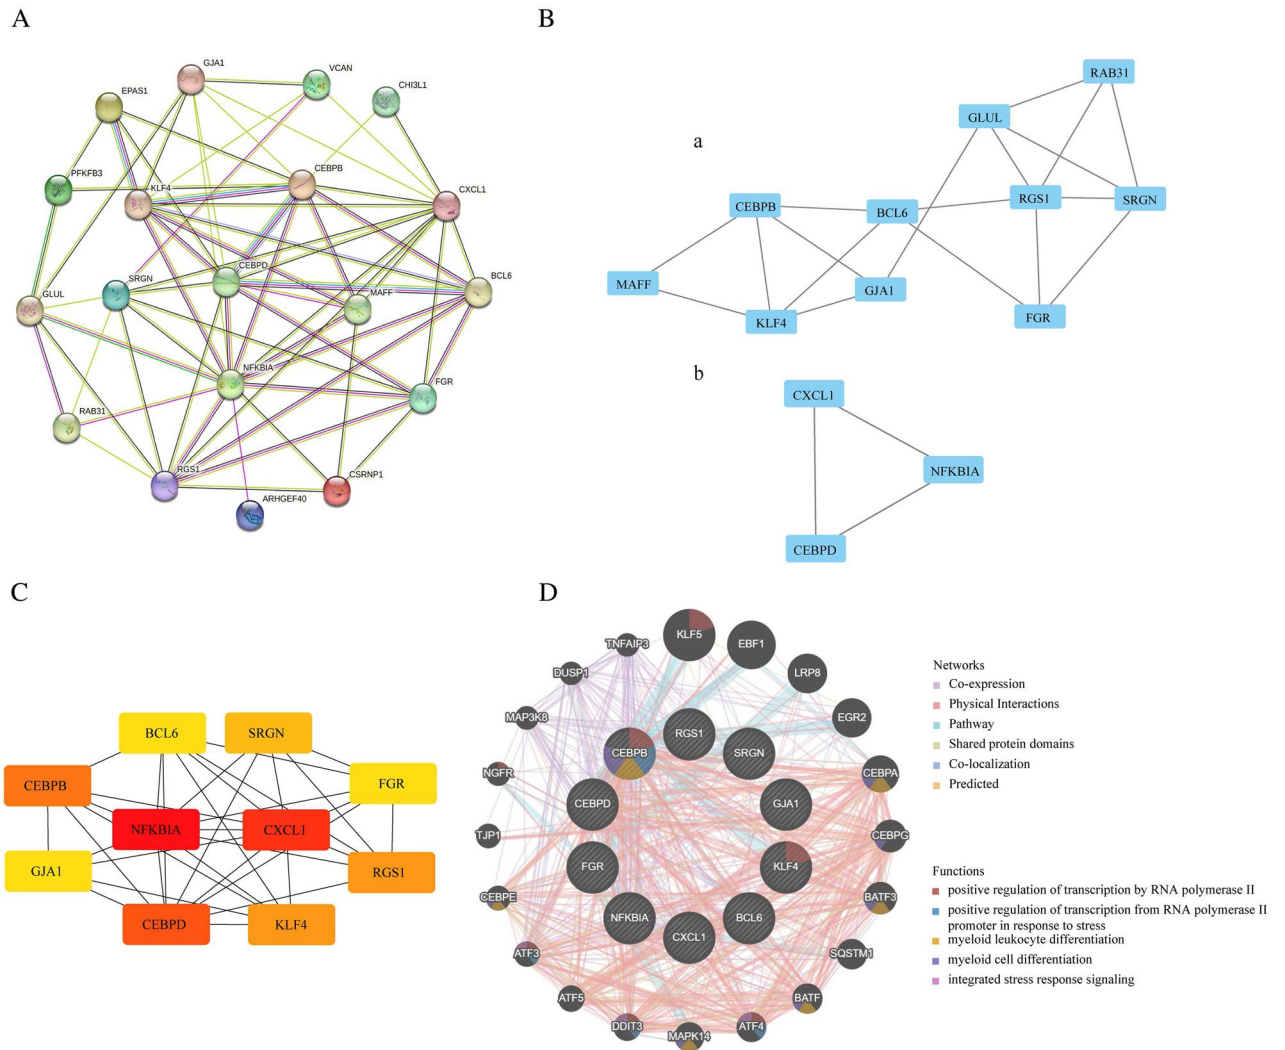 A
B
GJA1
VCAN
CHI3L1
EPAS1
PFKFB3
KLF4
CEBPB
CXCL1
SRGN
CEBPD
BCL6
MAFF
GLUL
NFKBIA
FGR
RAB31
RGS1
CSRNP1
ARHGEF40
a
RAB31
GLUL
CEBPB
BCL6
RGS1
SRGN
MAFF
GJA1
KLF4
FGR
b
CXCL1
NFKBIA
CEBPD
C
D
BCL6
SRGN
CEBPB
FGR
NFKBIA
CXCL1
GJA1
RGS1
CEBPD
KLF4
TNFAIP3
KLF5
EBF1
DUSP1
LRP8
MAP3K8
EGR2
RGS1
CEBPB
SRGN
NGFR
CEBPA
CEBPD
GJA1
TJP1
CEBPG
FGR
KLF4
CEBPE
BATF3
NFKBIA
BCL6
CXCL1
ATF3
SQSTM1
ATF5
BATF
DDIT3
ATF4
MAPK14
Networks
Co-expression
Physical Interactions
Pathway
Shared protein domains
Co-localization
Predicted
Functions
positive regulation of transcription by RNA polymerase II
positive regulation of transcription from RNA polymerase II
promoter in response to stress
myeloid leukocyte differentiation
myeloid cell differentiation
integrated stress response signaling